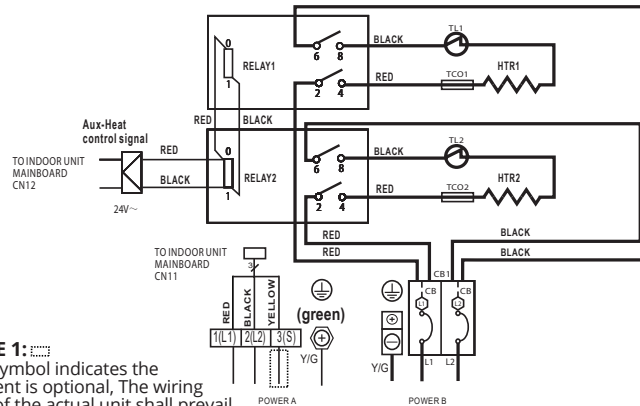 BLACK
TL1
0
6 8
RELAY1
HTR1
RED
TCO1
1
2 4
RED
BLACK
Aux-Heat
control signal
0
BLACK
TL2
RED
6 8
TO INDOOR UNIT
MAINBOARD
CN12
RELAY2
HTR2
RED
TCO2
BLACK
1
2 4
24V~
RED
BLACK
TO INDOOR UNIT
MAINBOARD
CN11
RED
BLACK
3
CB1
CB
CB
RED
BLACK
YELLOW
(green)
L1
L2
1(L1) 2(L2) 3(S)
Y/G
Y/G
L1
L2
E 1:
ymbol indicates the
ent is optional, The wiring
of the actual unit shall prevail
POWER A
POWER B